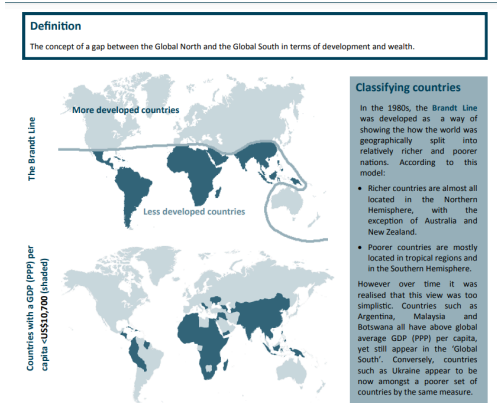 Definition
The concept of a gap between the Global North and the Global South in terms of development and wealth.
The Brandt Line
More developed countries
Less developed countries
Countries with a GDP (PPP) per
capita <US$10,700 (shaded)
Classifying countries
In the 1980s, the Brandt Line
was developed as a way of
showing the how the world was
geographically split into
relatively richer and poorer
nations. According to this
model:
• Richer countries are almost all
located in the Northern
Hemisphere, with the
exception of Australia and
New Zealand.
• Poorer countries are mostly
located in tropical regions and
in the Southern Hemisphere.
However over time it was
realised that this view was too
simplistic. Countries such as
Argentina, Malaysia and
Botswana all have above global
average GDP (PPP) per capita,
yet still appear in the 'Global
South'. Conversely, countries
such as Ukraine appear to be
now amongst a poorer set of
countries by the same measure.